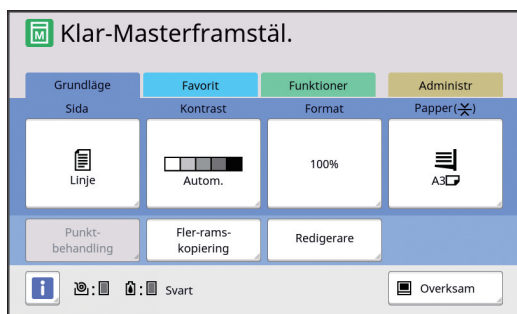 Klar-Masterframstäl.
Grundläge Favorit Funktioner Administr
Sida Kontrast Format Papper( )
Linje Autom. 100% A3
Punkt-
behandling
Fler-rams-
kopiering
Redigerare
i : : Svart Overksam